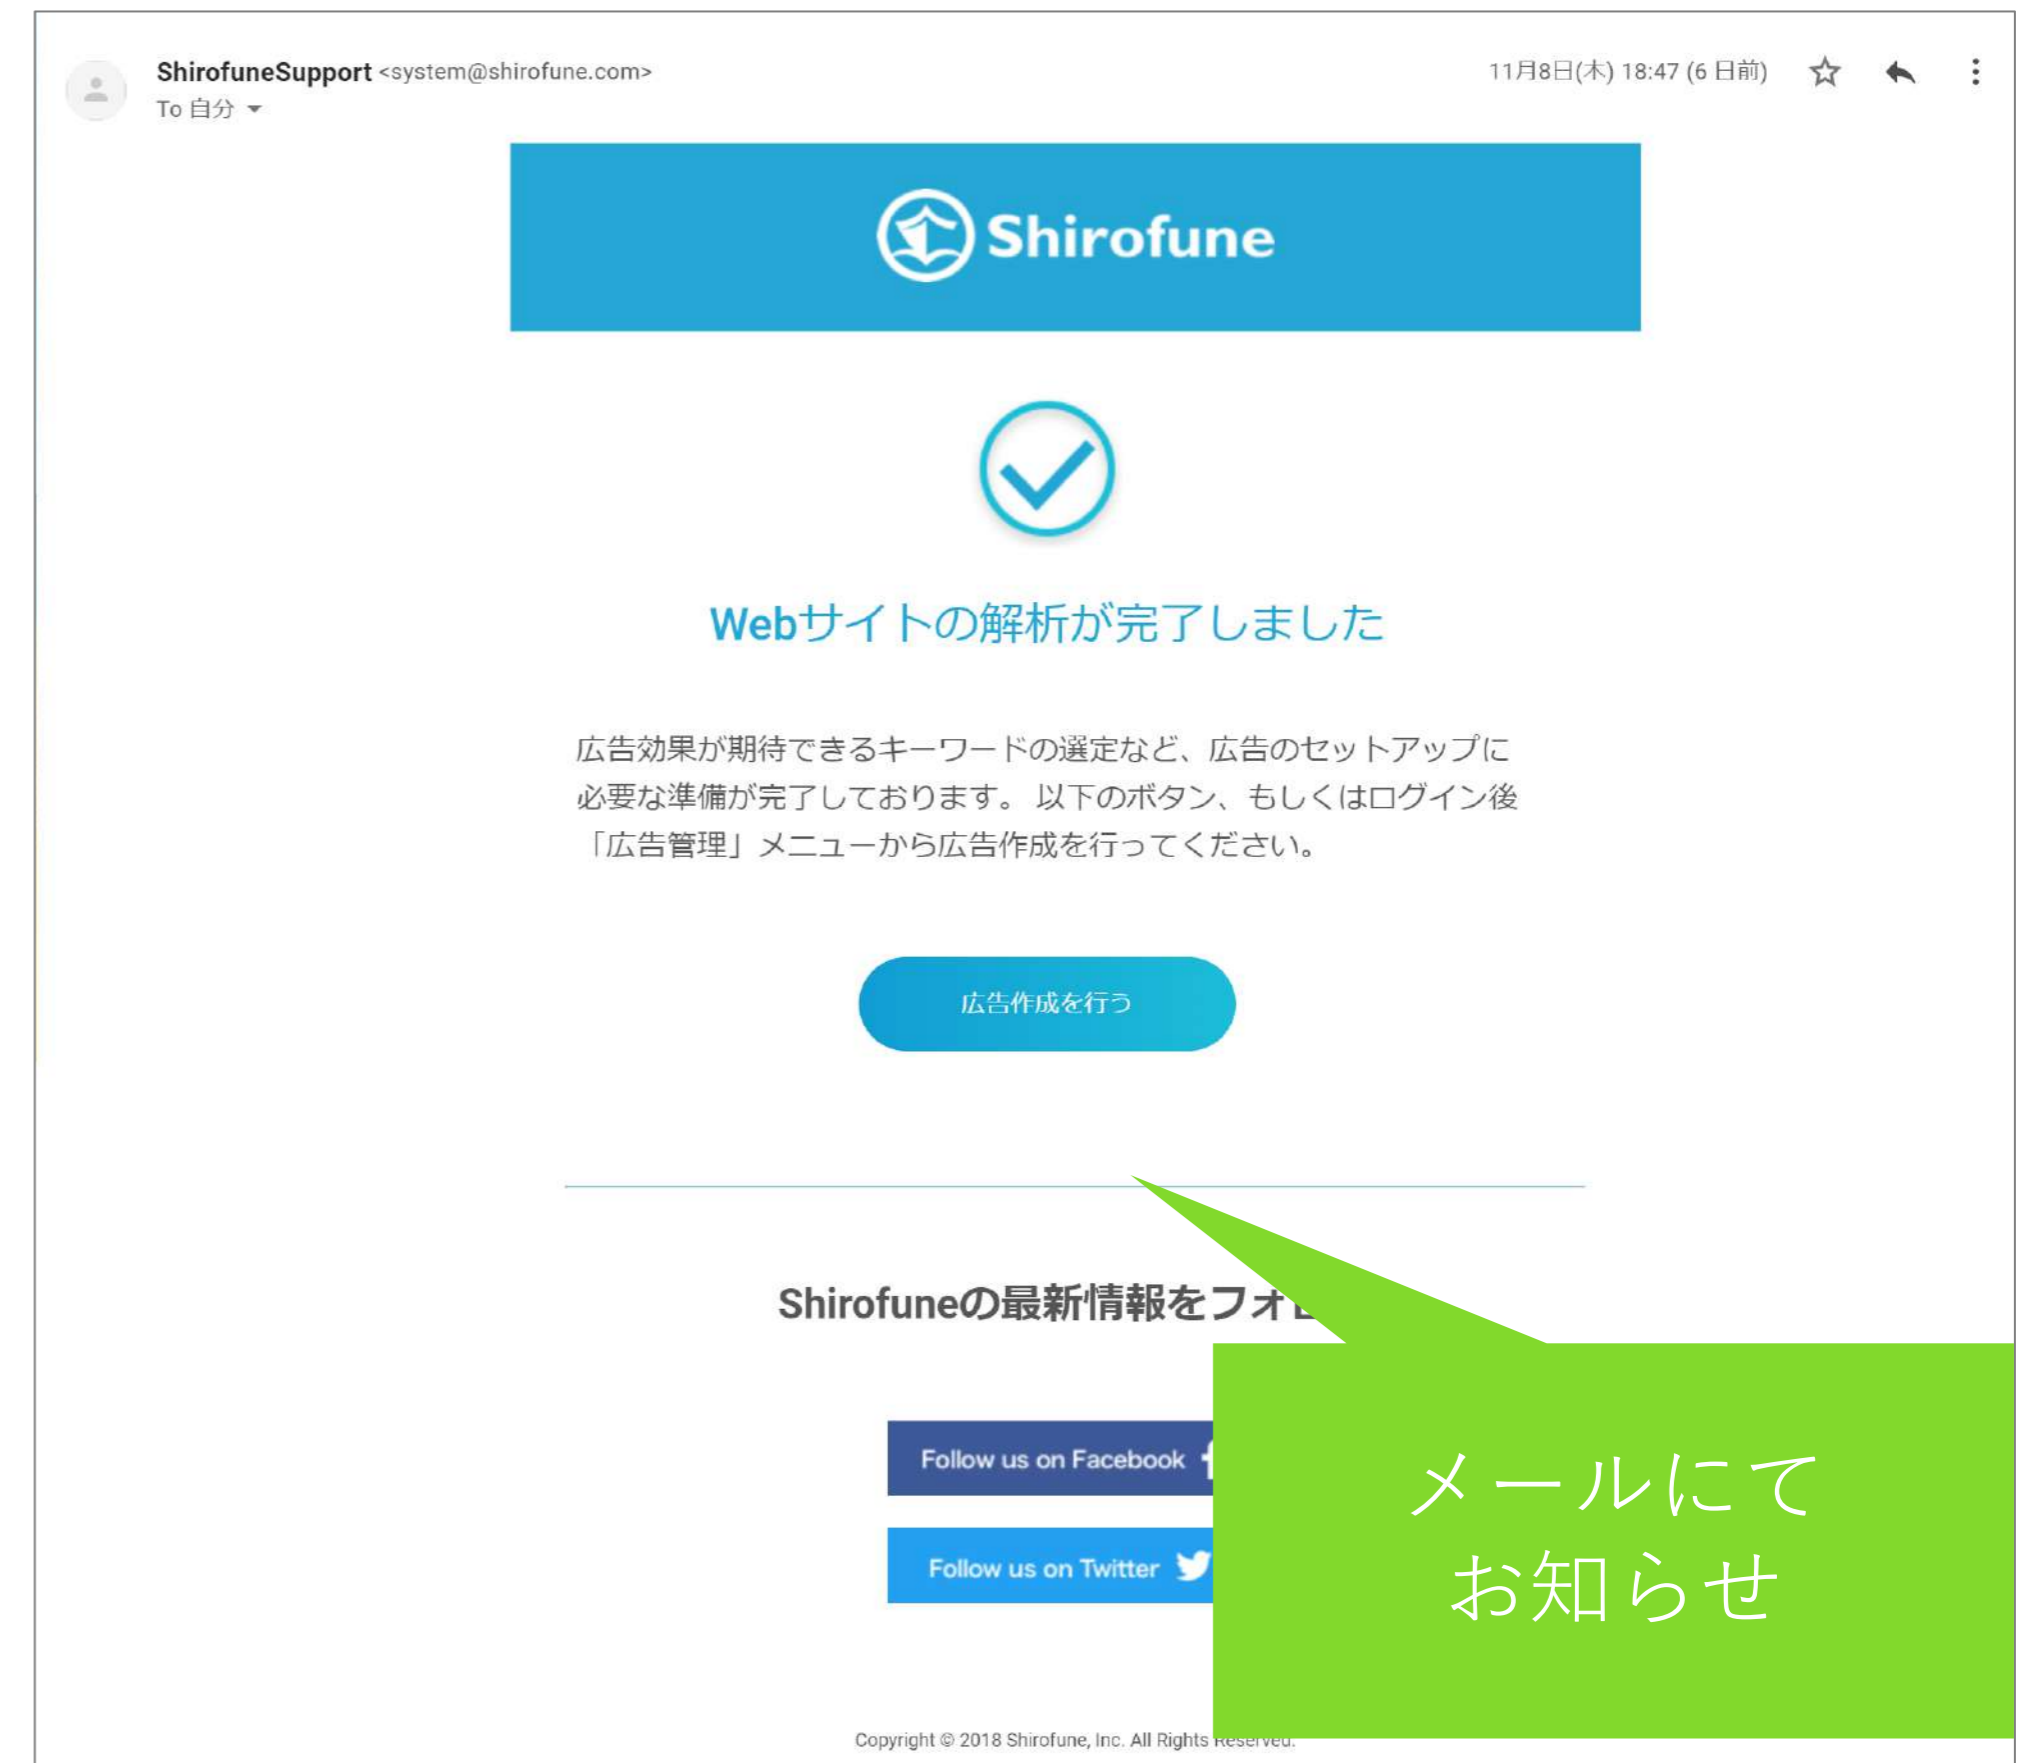 ShirofuneSupport <system@shirofune.com>
11月8日(木) 18:47 (6 日前)
To 自分
Shirofune
Webサイトの解析が完了しました
広告効果が期待できるキーワードの選定など、広告のセットアップに
必要な準備が完了しております。 以下のボタン、もしくはログイン後
「広告管理」メニューから広告作成を行ってください。
広告作成を行う
Shirofuneの最新情報をフォロ
Follow us on Facebook
Follow us on Twitter
メールにて
お知らせ
Copyright © 2018 Shirofune, Inc. All Rights Reserved.